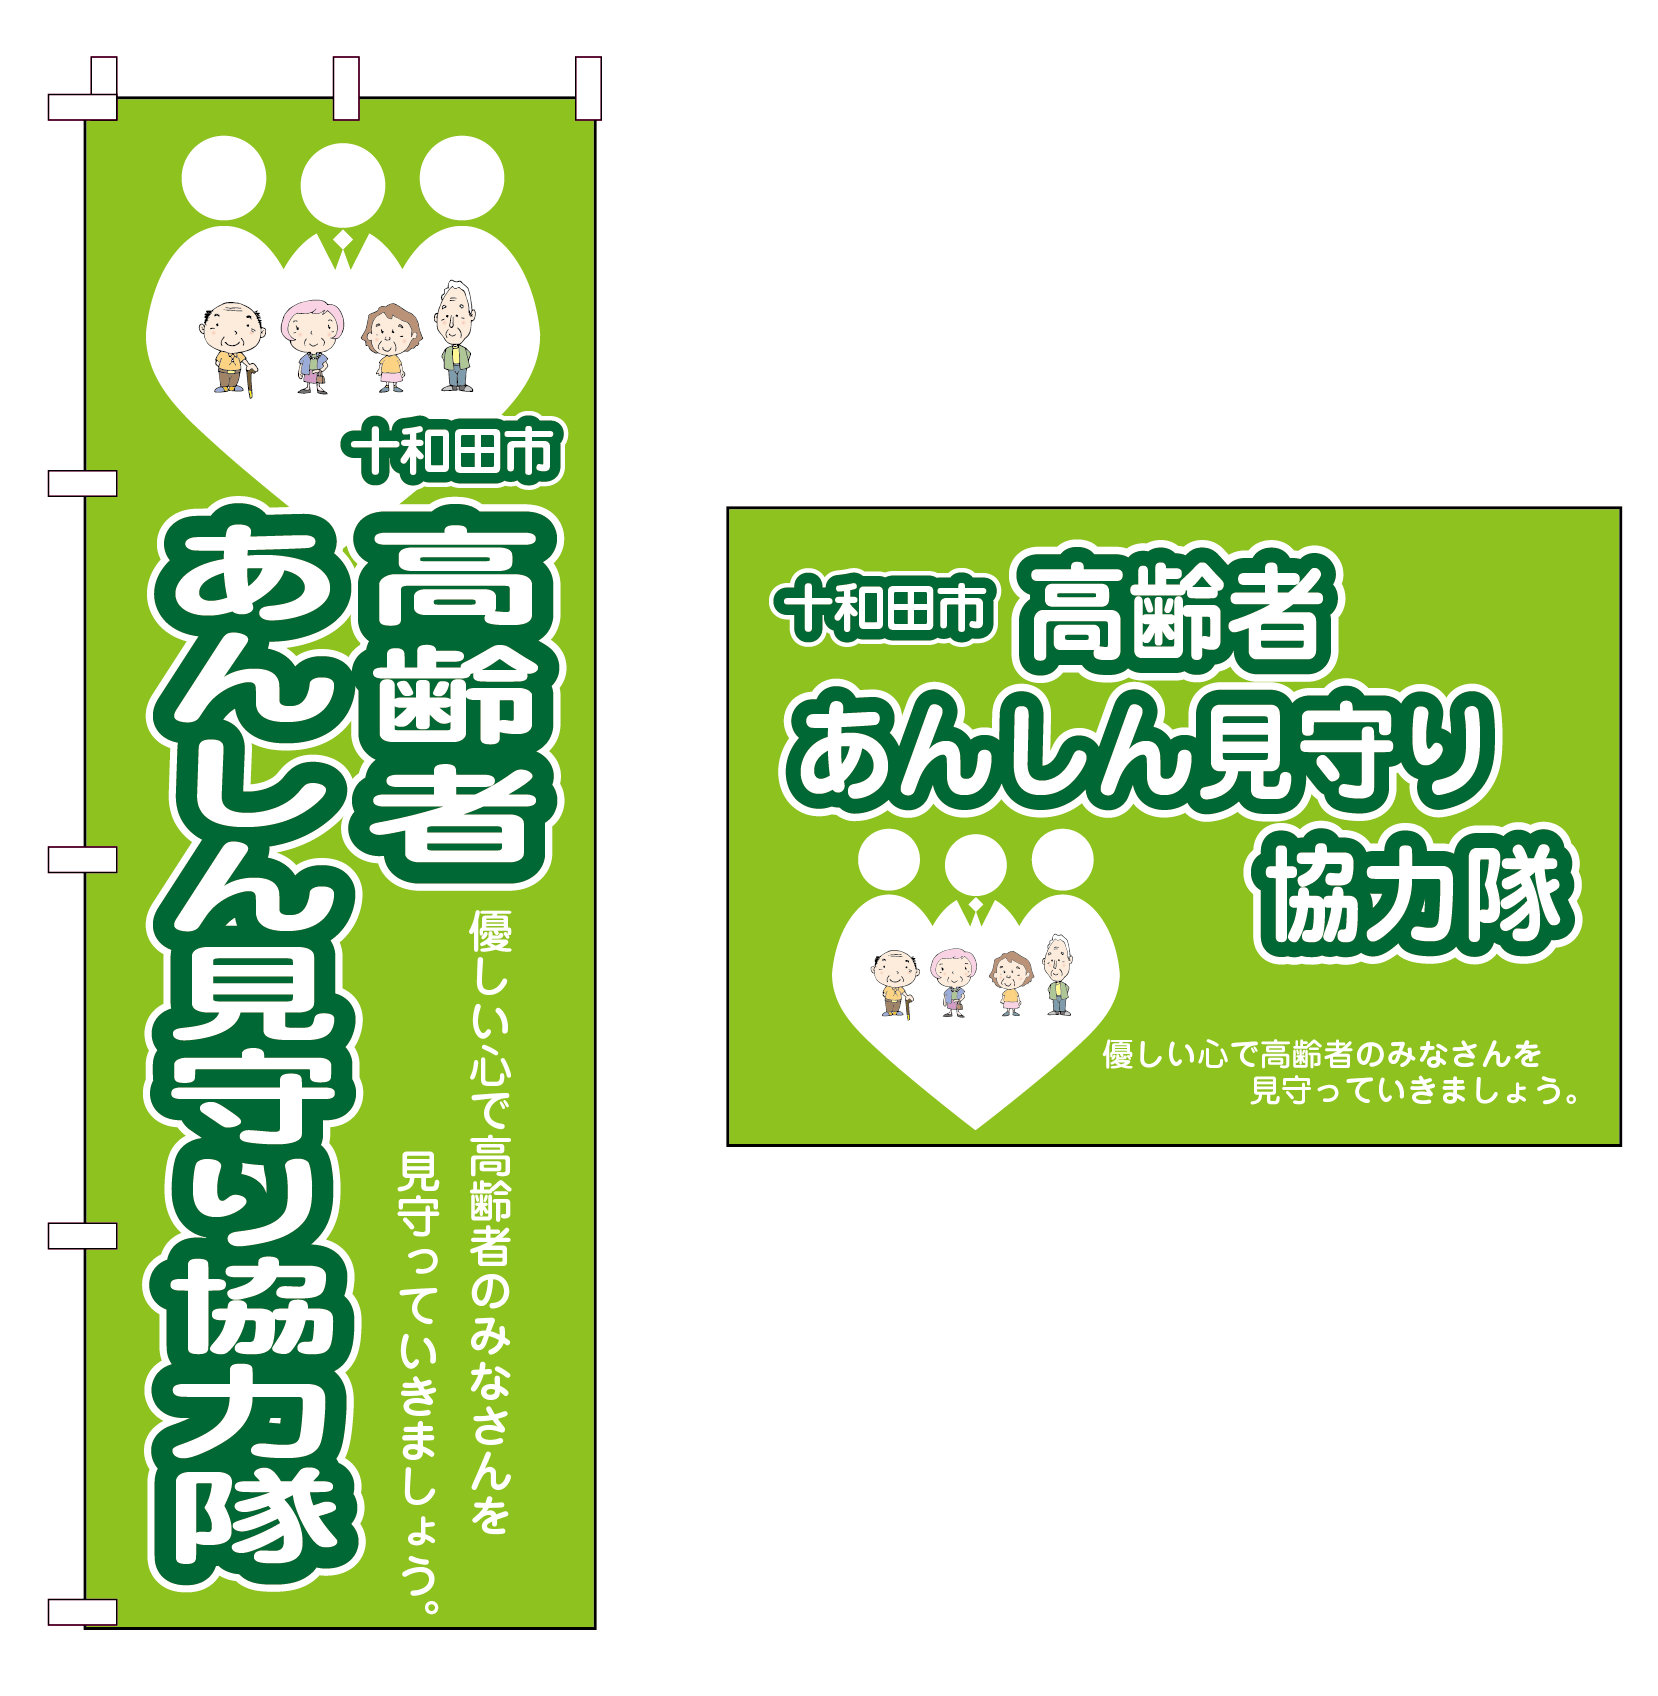 十和田市
高齢者
あんしん見守り協力隊
優しい心で高齢者のみなさんを
見守っていきましょう。
十和田市 高齢者
あんしん見守り
協力隊
優しい心で高齢者のみなさんを
見守っていきましょう。